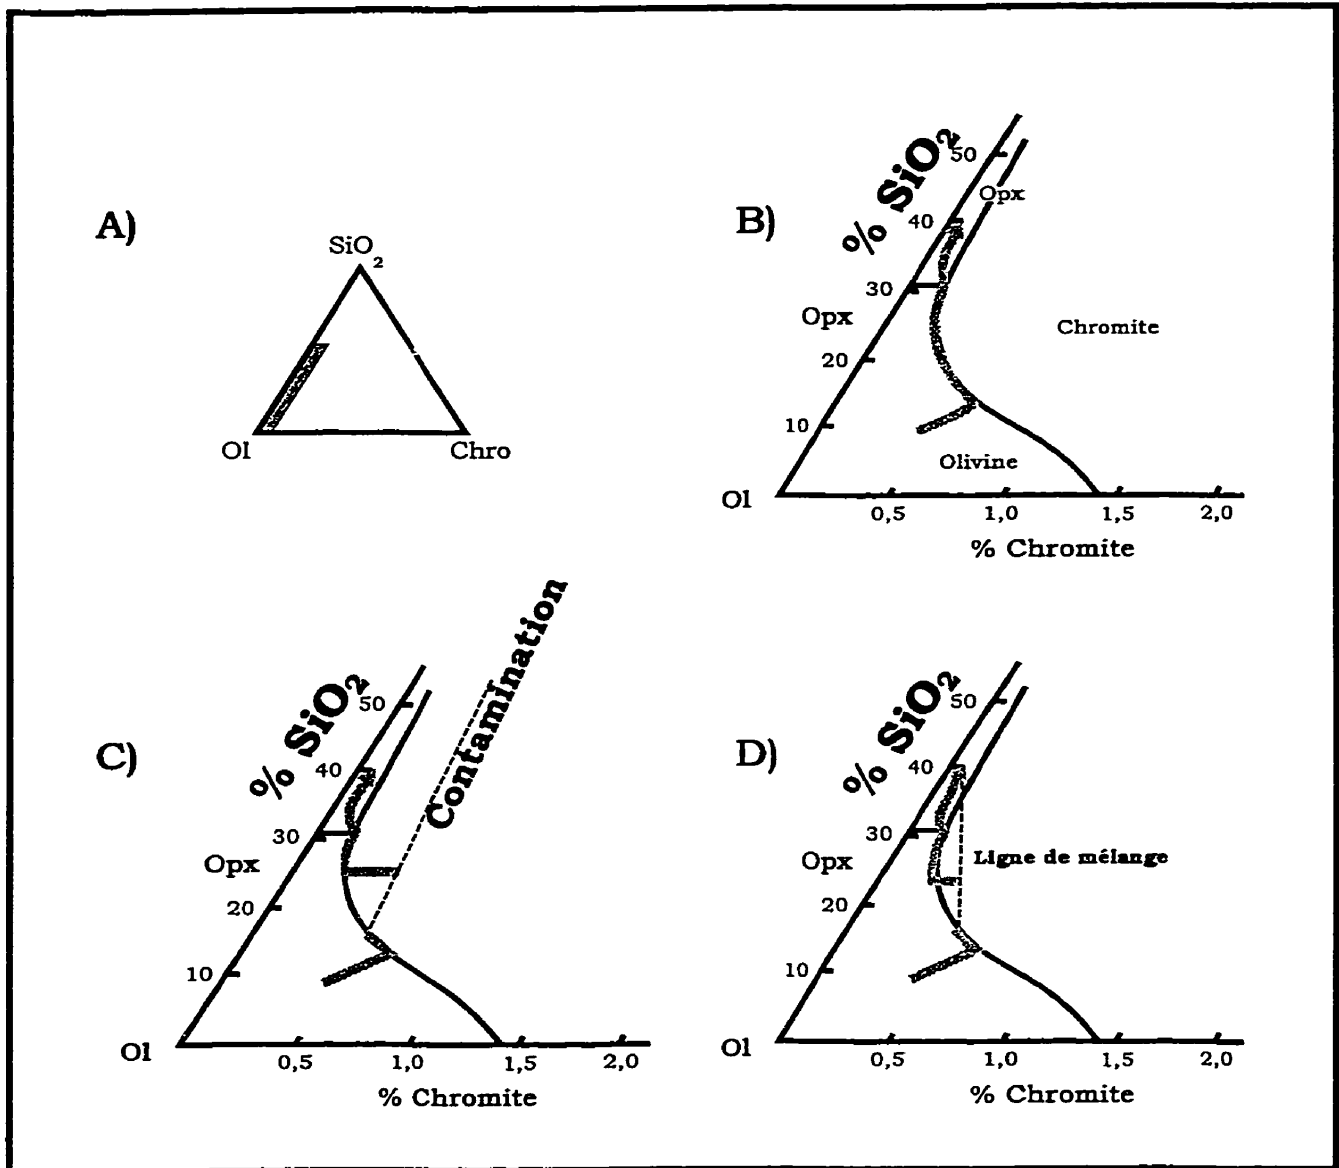 A)
SiO2
Ol
Chro
B)
% SiO2
50
Opx
40
30
Opx
Chromite
20
10
Olivine
Ol
0,5
1,0
1,5
2,0
% Chromite
C)
Contamination
% SiO2
50
40
30
Opx
20
10
Ol
0,5
1,0
1,5
2,0
% Chromite
D)
% SiO2
50
40
30
Opx
Ligne de mélange
20
10
Ol
0,5
1,0
1,5
2,0
% Chromite